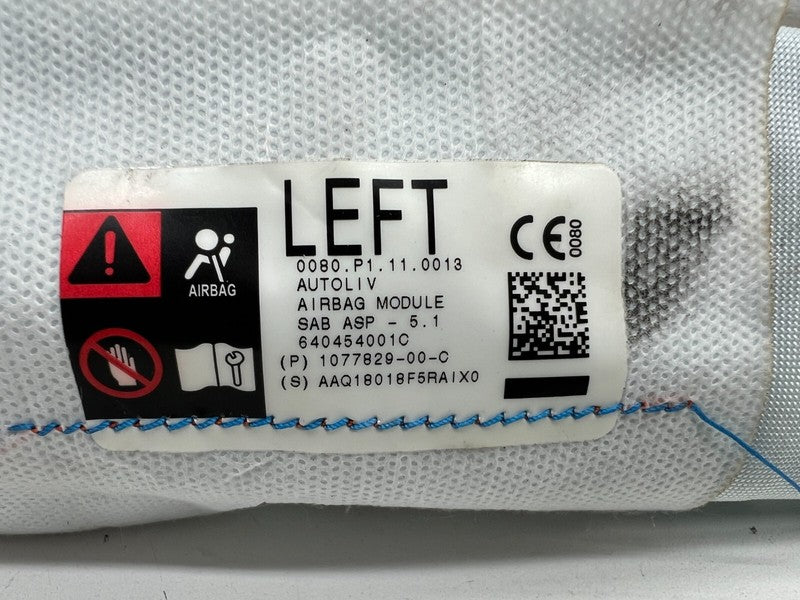 LEFT
0080.P1.11.0013
AUTOLIV
AIRBAG MODULE
SAB ASP - 5.1
640454001C
(P) 1077829-00-C
(S) AAQ18018F5RAIX0
AIRBAG
CE
0080